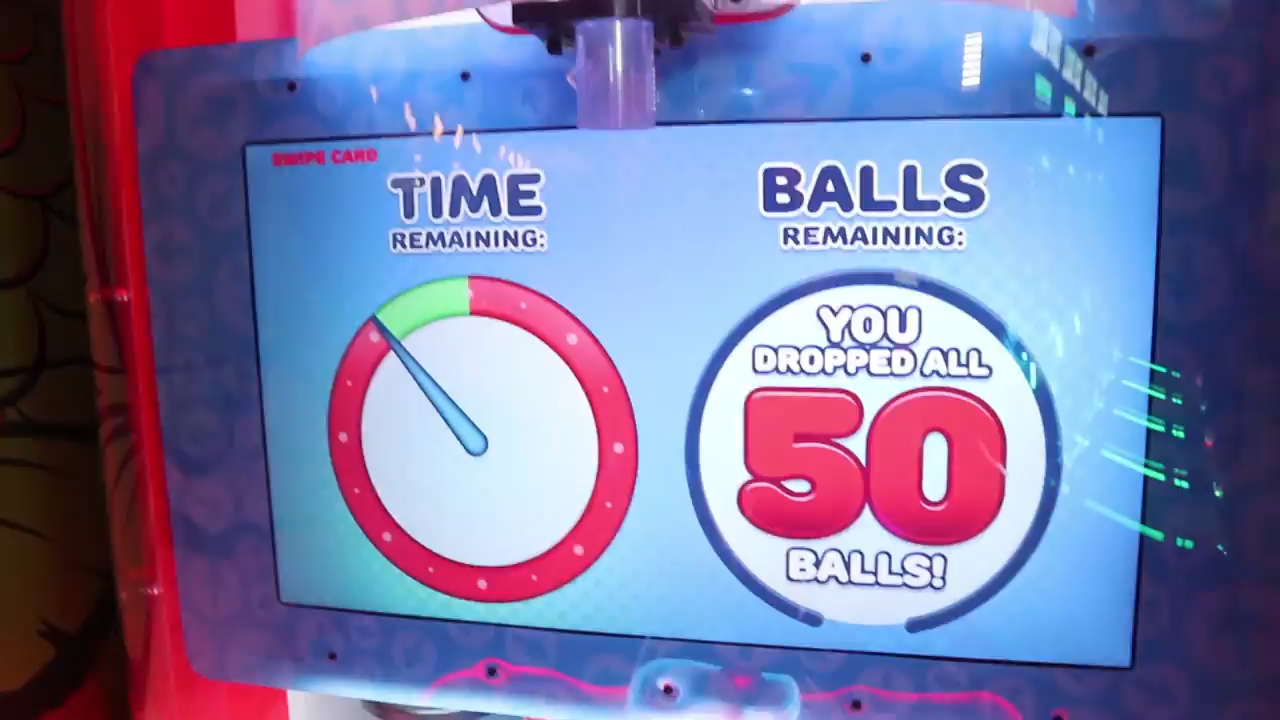 SWIPE CARD
TIME
REMAINING:
BALLS
REMAINING:
YOU
DROPPED ALL
50
BALLS!